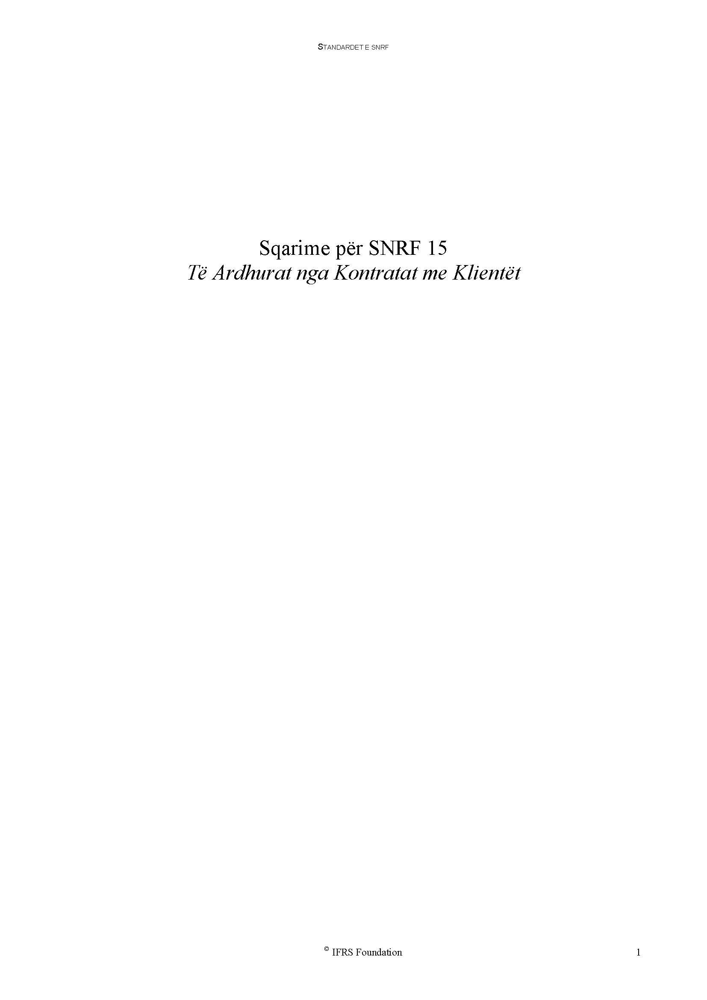 STANDARDET E SNRF
Sqarime për SNRF 15
Të Ardhurat nga Kontratat me Klientët
© IFRS Foundation 1